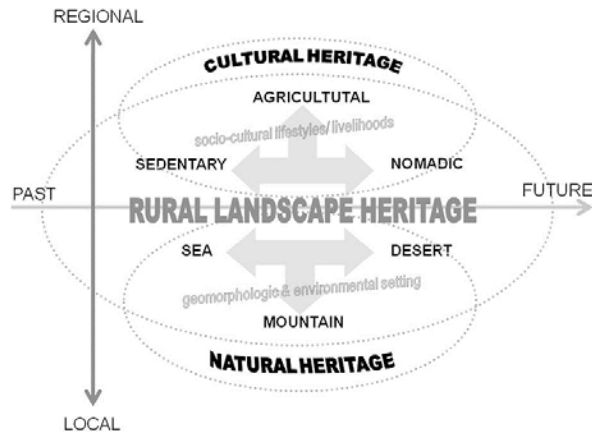 REGIONAL
CULTURAL HERITAGE
AGRICULTUTAL
socio-cultural lifestyles/ livelihoods
SEDENTARY
NOMADIC
PAST
FUTURE
RURAL LANDSCAPE HERITAGE
SEA
DESERT
geomorphologic & environmental setting
MOUNTAIN
NATURAL HERITAGE
LOCAL